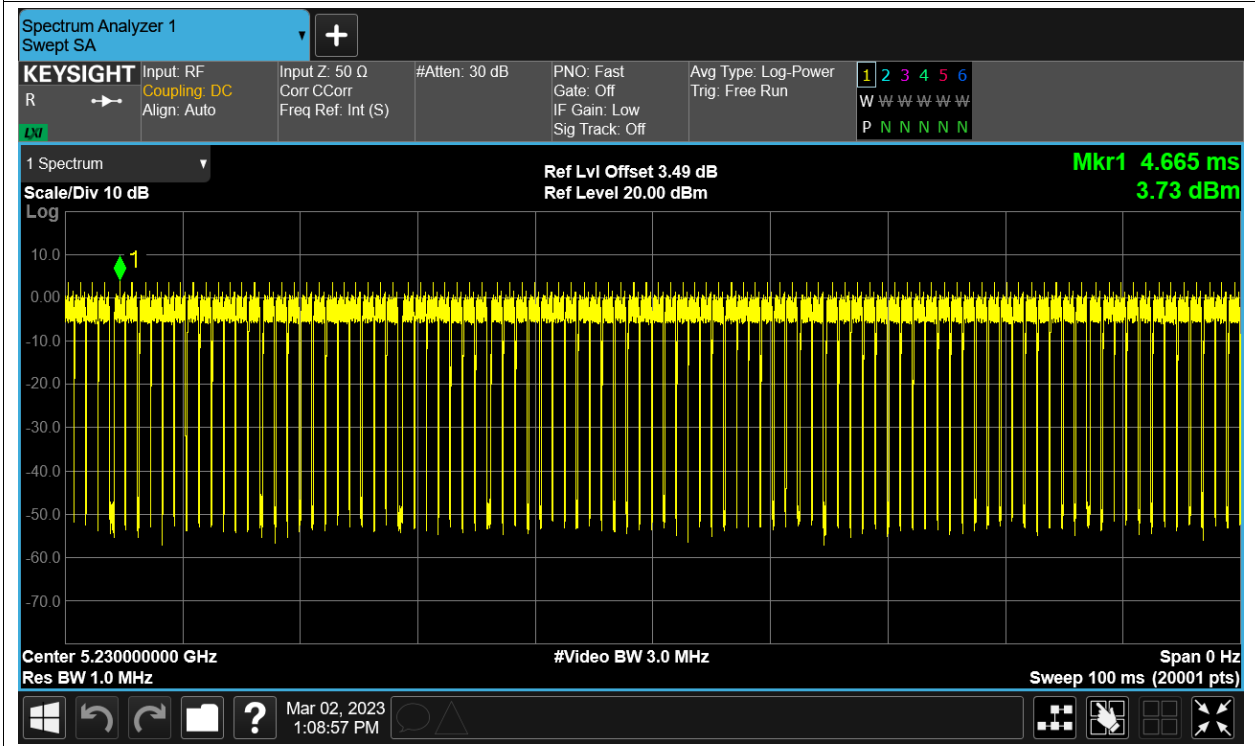 Spectrum Analyzer 1
Swept SA
+
KEYSIGHT
R
LXI
Input: RF
Coupling: DC
Align: Auto
Input Z: 50 Ω
Corr CCorr
Freq Ref: Int (S)
#Atten: 30 dB
PNO: Fast
Gate: Off
IF Gain: Low
Sig Track: Off
Avg Type: Log-Power
Trig: Free Run
1 2 3 4 5 6
W W W W W W
P N N N N N
1 Spectrum
Scale/Div 10 dB
Log
Ref Lvl Offset 3.49 dB
Ref Level 20.00 dBm
Mkr1 4.665 ms
3.73 dBm
1
10.0
0.00
-10.0
-20.0
-30.0
-40.0
-50.0
-60.0
-70.0
Center 5.230000000 GHz
Res BW 1.0 MHz
#Video BW 3.0 MHz
Span 0 Hz
Sweep 100 ms (20001 pts)
?
Mar 02, 2023
1:08:57 PM